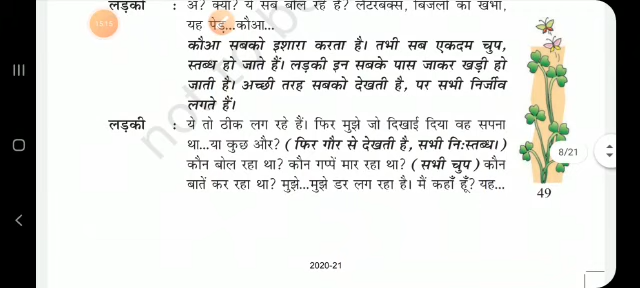 लड़की : अ? क्या? ये सब बोल रहे हैं? लैटरबक्स, बिजली का खंभा,
यह पेड़...कौआ...
कौआ सबको इशारा करता है। तभी सब एकदम चुप,
स्तब्ध हो जाते हैं। लड़की इन सबके पास जाकर खड़ी हो
जाती है। अच्छी तरह सबको देखती है, पर सभी निर्जीव
लगते हैं।
लड़की : ये तो ठीक लग रहे हैं। फिर मुझे जो दिखाई दिया वह सपना
था...या कुछ और? (फिर गौर से देखती है, सभी नि:स्तब्ध।)
कौन बोल रहा था? कौन गप्पें मार रहा था? (सभी चुप) कौन
बातें कर रहा था? मुझे...मुझे डर लग रहा है। मैं कहाँ हूँ? यह...
8/21
49
2020-21